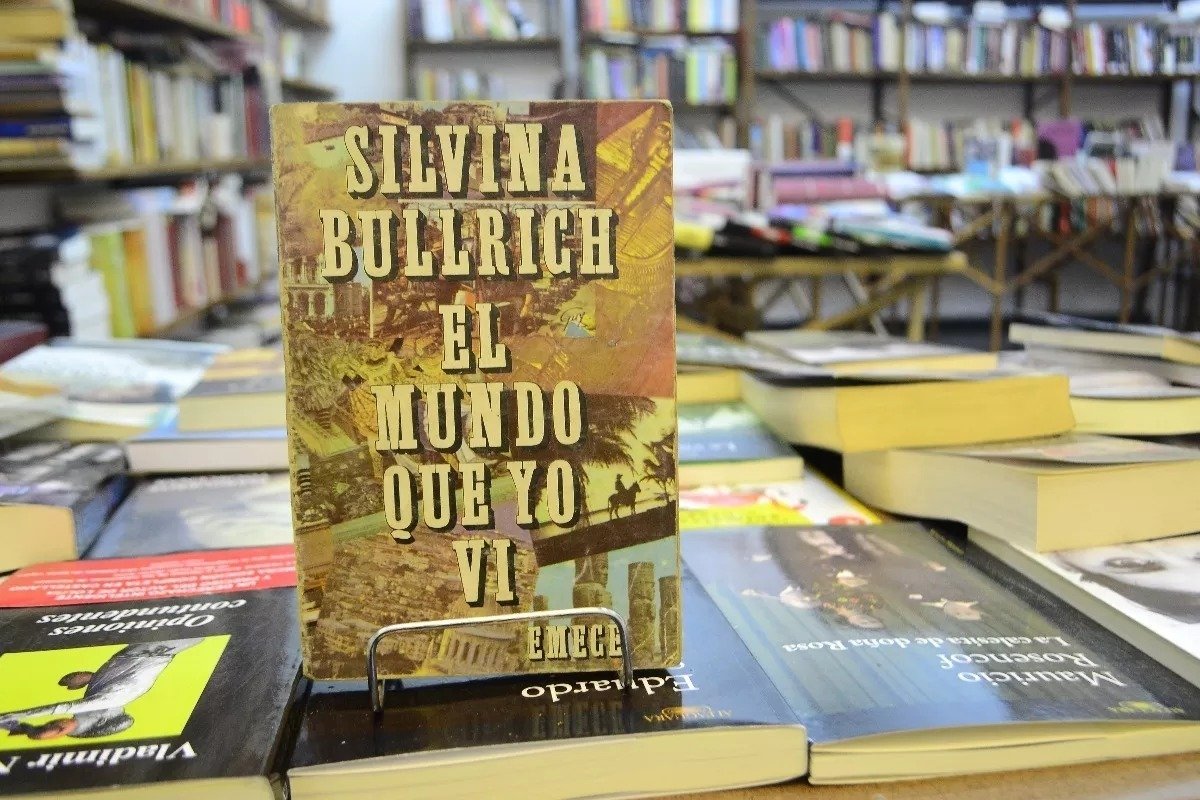 SILVINA
BULLRICH
EL
MUNDO
QUE YO
VI
EMECE
Opiniones
contundentes
Vladimir
Eduardo
ALFAGUARA
Mauricio
Rosencof
La calesita de doña Rosa